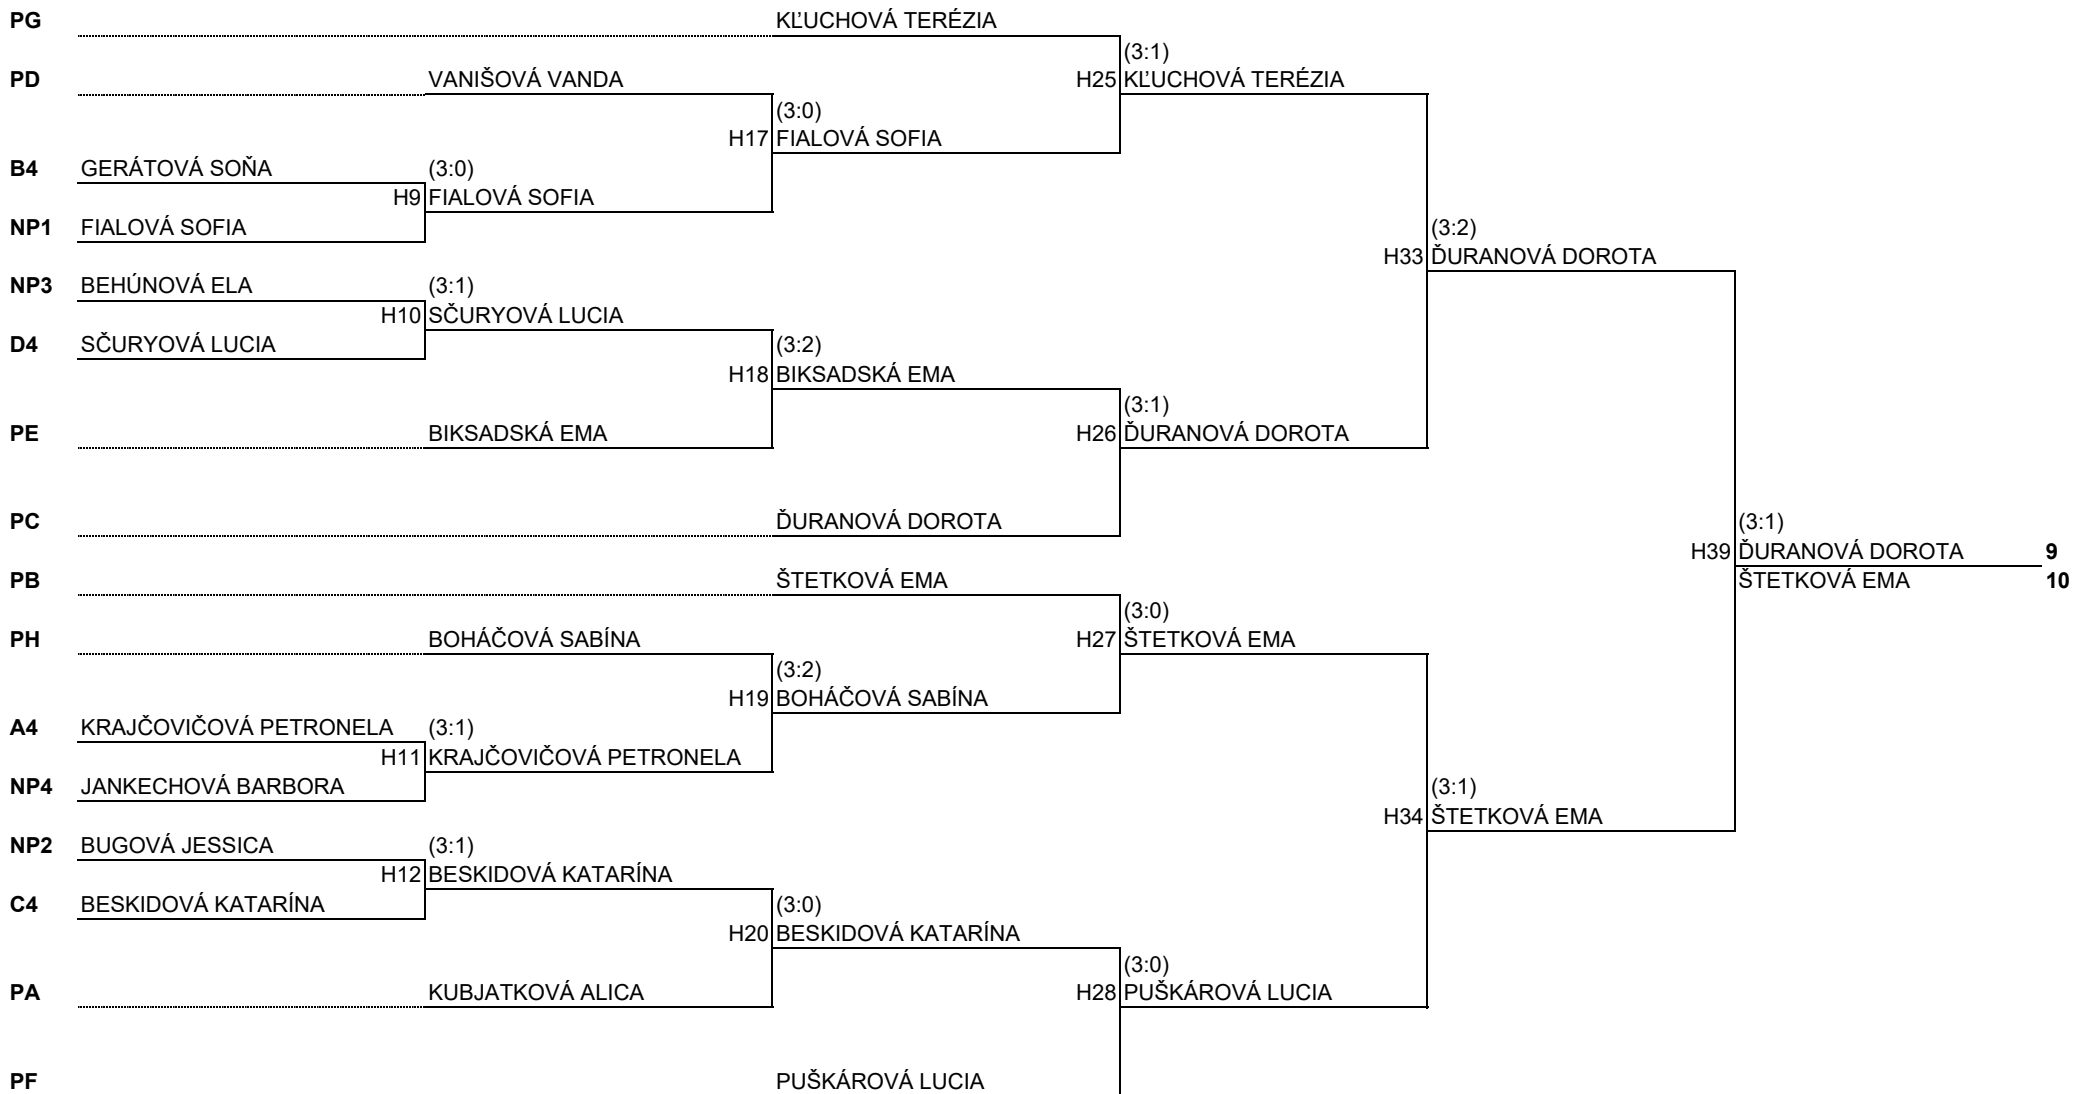 PG KĽUCHOVÁ TERÉZIA
(3:1)
PD VANIŠOVÁ VANDA H25 KĽUCHOVÁ TERÉZIA
(3:0)
H17 FIALOVÁ SOFIA
B4 GERÁTOVÁ SOŇA (3:0)
H9 FIALOVÁ SOFIA
NP1 FIALOVÁ SOFIA (3:2)
H33 ĎURANOVÁ DOROTA
NP3 BEHÚNOVÁ ELA (3:1)
H10 SČURYOVÁ LUCIA
D4 SČURYOVÁ LUCIA (3:2)
H18 BIKSADSKÁ EMA
(3:1)
PE BIKSADSKÁ EMA H26 ĎURANOVÁ DOROTA
PC ĎURANOVÁ DOROTA (3:1)
H39 ĎURANOVÁ DOROTA 9
PB ŠTETKOVÁ EMA ŠTETKOVÁ EMA 10
(3:0)
PH BOHÁČOVÁ SABÍNA H27 ŠTETKOVÁ EMA
(3:2)
H19 BOHÁČOVÁ SABÍNA
A4 KRAJČOVIČOVÁ PETRONELA (3:1)
H11 KRAJČOVIČOVÁ PETRONELA
NP4 JANKECHOVÁ BARBORA (3:1)
H34 ŠTETKOVÁ EMA
NP2 BUGOVÁ JESSICA (3:1)
H12 BESKIDOVÁ KATARÍNA
C4 BESKIDOVÁ KATARÍNA (3:0)
H20 BESKIDOVÁ KATARÍNA
(3:0)
PA KUBJATKOVÁ ALICA H28 PUŠKÁROVÁ LUCIA
PF PUŠKÁROVÁ LUCIA